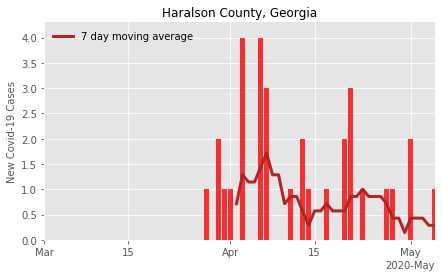 Haralson County, Georgia
7 day moving average
New Covid-19 Cases
4.0
3.5
3.0
2.5
2.0
1.5
1.0
0.5
0.0
Mar 15 Apr 15 May
2020-May